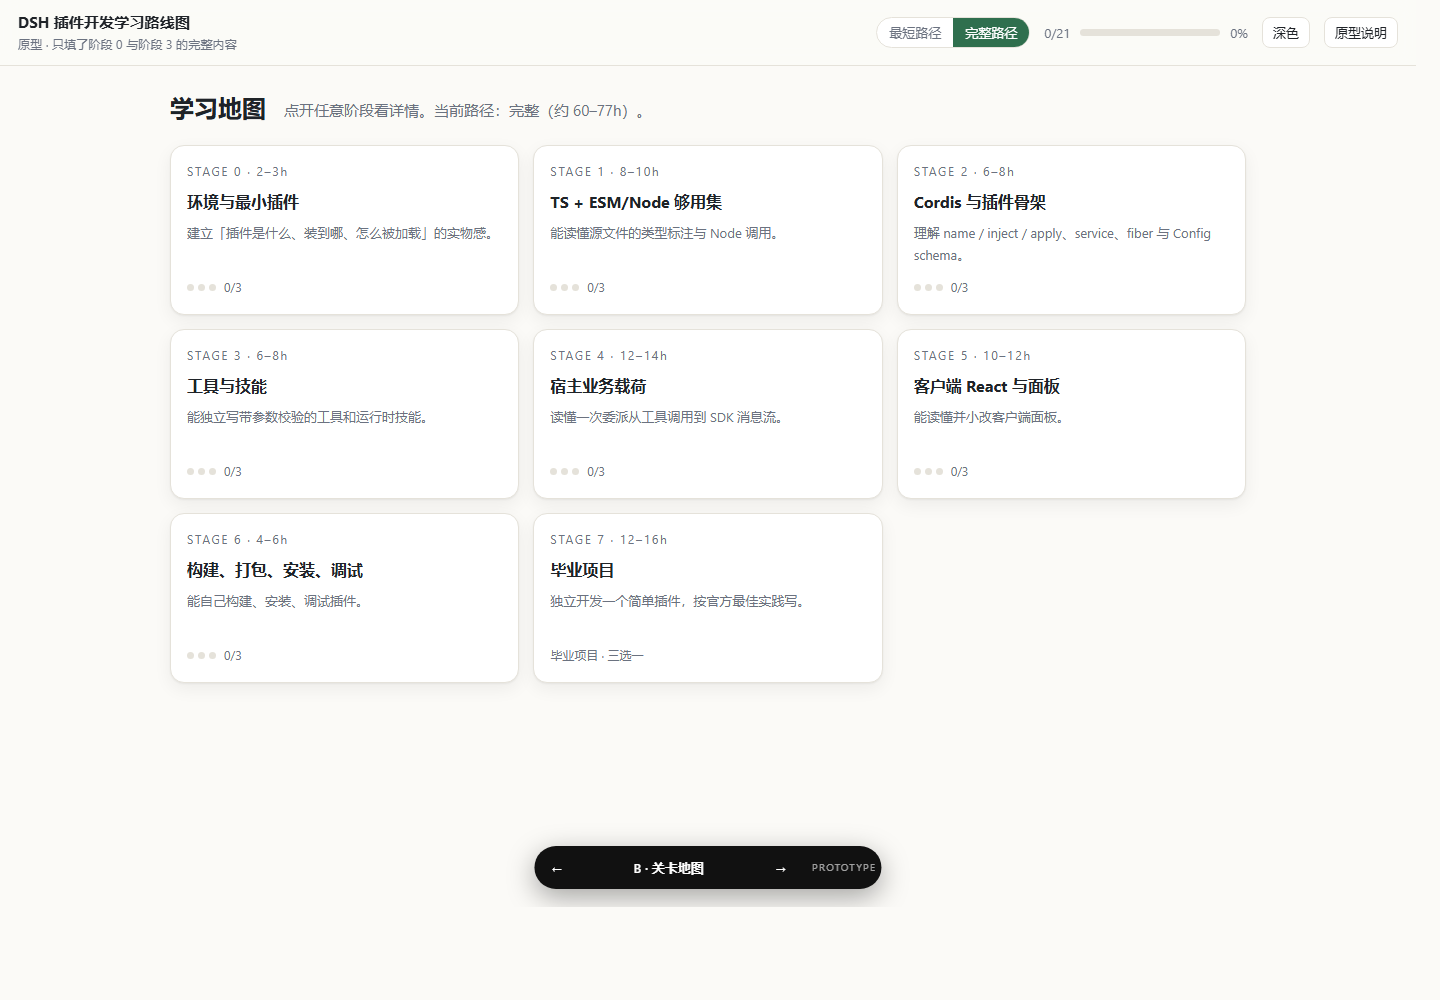 DSH 插件开发学习路线图
原型 · 只填了阶段 0 与阶段 3 的完整内容
最短路径
完整路径
0/21
0%
深色
原型说明
学习地图
点开任意阶段看详情。当前路径：完整（约 60–77h）。
STAGE 0 · 2–3h
环境与最小插件
建立「插件是什么、装到哪、怎么被加载」的实物感。
0/3
STAGE 1 · 8–10h
TS + ESM/Node 够用集
能读懂源文件的类型标注与 Node 调用。
0/3
STAGE 2 · 6–8h
Cordis 与插件骨架
理解 name / inject / apply、service、fiber 与 Config
schema。
0/3
STAGE 3 · 6–8h
工具与技能
能独立写带参数校验的工具和运行时技能。
0/3
STAGE 4 · 12–14h
宿主业务载荷
读懂一次委派从工具调用到 SDK 消息流。
0/3
STAGE 5 · 10–12h
客户端 React 与面板
能读懂并小改客户端面板。
0/3
STAGE 6 · 4–6h
构建、打包、安装、调试
能自己构建、安装、调试插件。
0/3
STAGE 7 · 12–16h
毕业项目
独立开发一个简单插件，按官方最佳实践写。
毕业项目 · 三选一
← B · 关卡地图 → PROTOTYPE